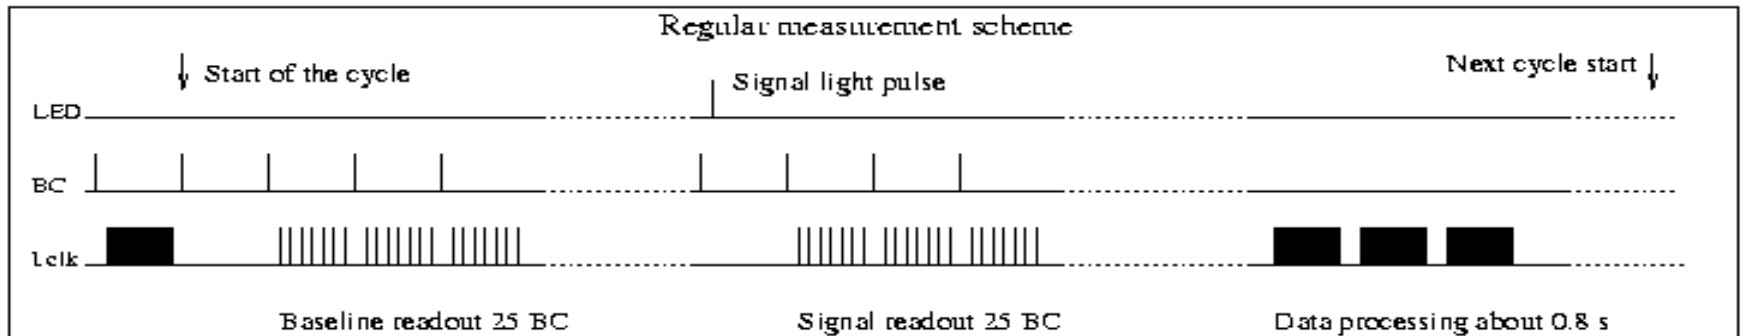 Regular measurement scheme
Start of the cycle
Signal light pulse
Next cycle start
LED
BC
1clk
Baseline readout 25 BC
Signal readout 25 BC
Data processing about 0.8 s